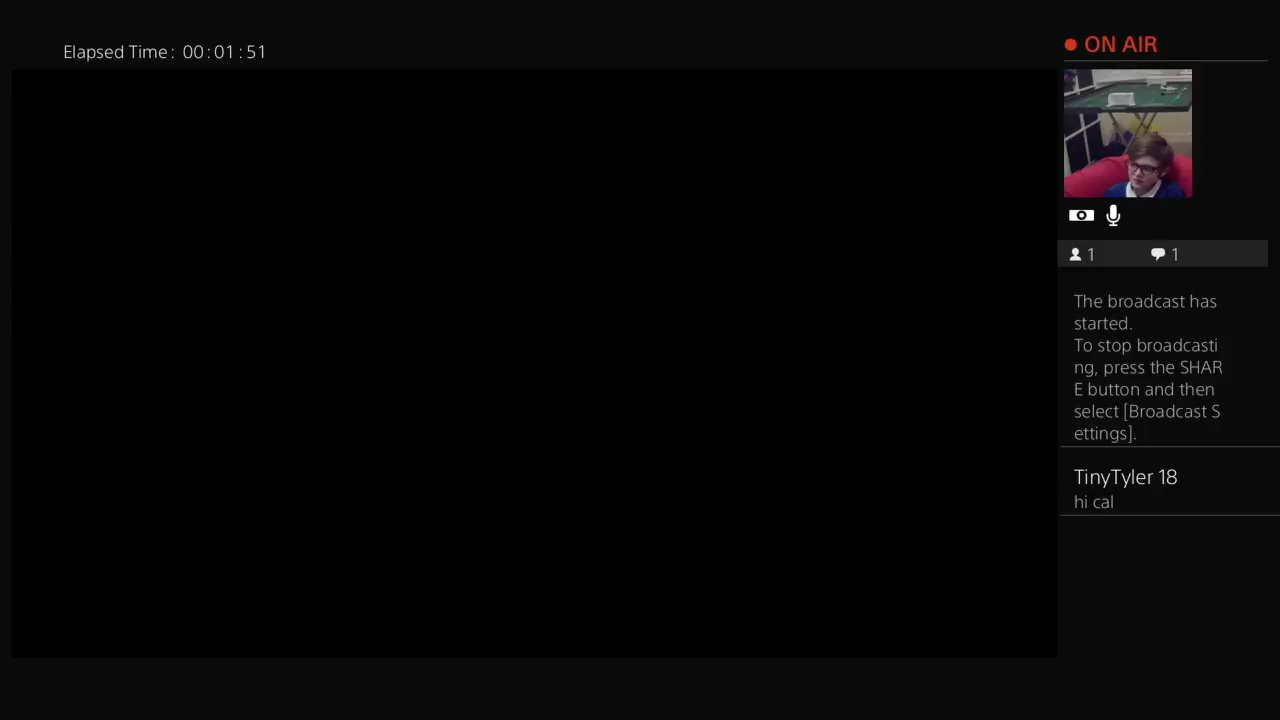 Elapsed Time: 00:01:51
ON AIR
1 1
The broadcast has
started.
To stop broadcasti
ng, press the SHAR
E button and then
select [Broadcast S
ettings].
TinyTyler 18
hi cal